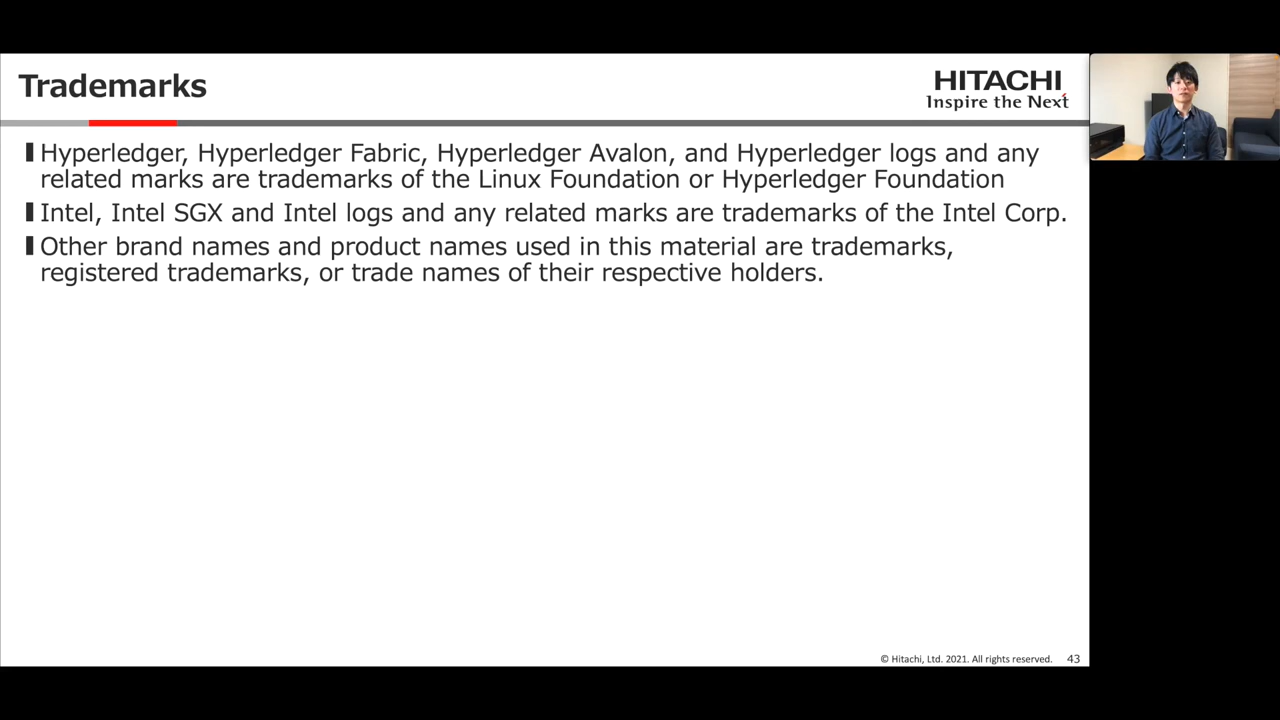 Trademarks
HITACHI
Inspire the Next
Hyperledger, Hyperledger Fabric, Hyperledger Avalon, and Hyperledger logs and any
related marks are trademarks of the Linux Foundation or Hyperledger Foundation
Intel, Intel SGX and Intel logs and any related marks are trademarks of the Intel Corp.
Other brand names and product names used in this material are trademarks,
registered trademarks, or trade names of their respective holders.
© Hitachi, Ltd. 2021. All rights reserved. 43